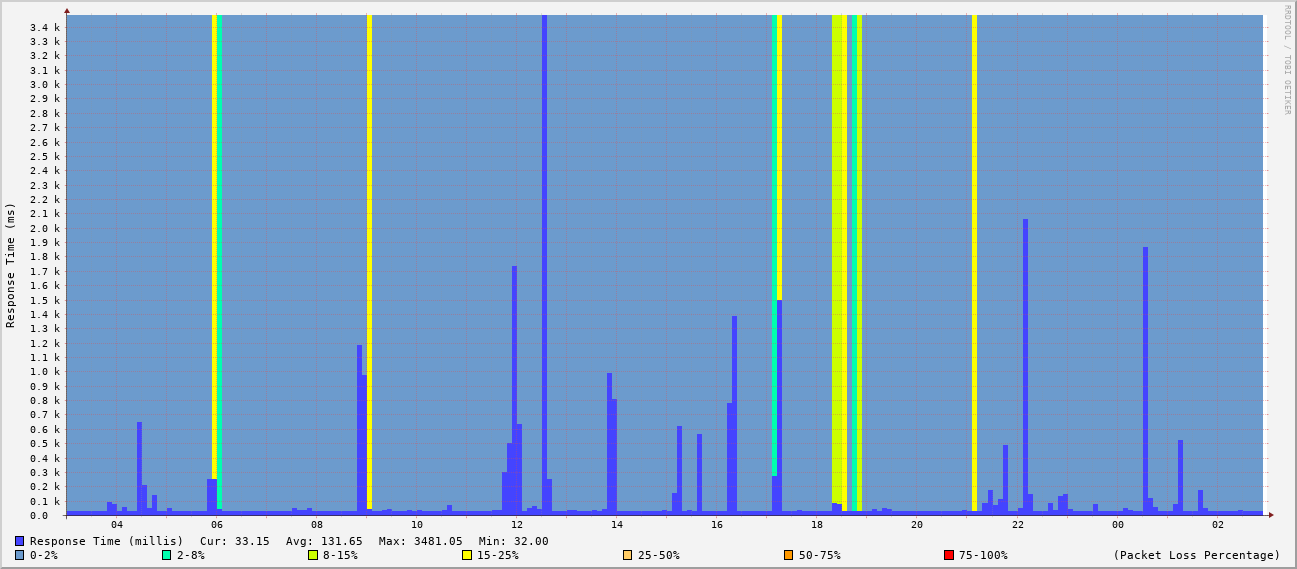 RRDTOOL / TOBI OETIKER
Response Time (ms)
3.4 k
3.3 k
3.2 k
3.1 k
3.0 k
2.9 k
2.8 k
2.7 k
2.6 k
2.5 k
2.4 k
2.3 k
2.2 k
2.1 k
2.0 k
1.9 k
1.8 k
1.7 k
1.6 k
1.5 k
1.4 k
1.3 k
1.2 k
1.1 k
1.0 k
0.9 k
0.8 k
0.7 k
0.6 k
0.5 k
0.4 k
0.3 k
0.2 k
0.1 k
0.0
04 06 08 10 12 14 16 18 20 22 00 02
Response Time (millis) Cur: 33.15 Avg: 131.65 Max: 3481.05 Min: 32.00
0-2% 2-8% 8-15% 15-25% 25-50% 50-75% 75-100% (Packet Loss Percentage)